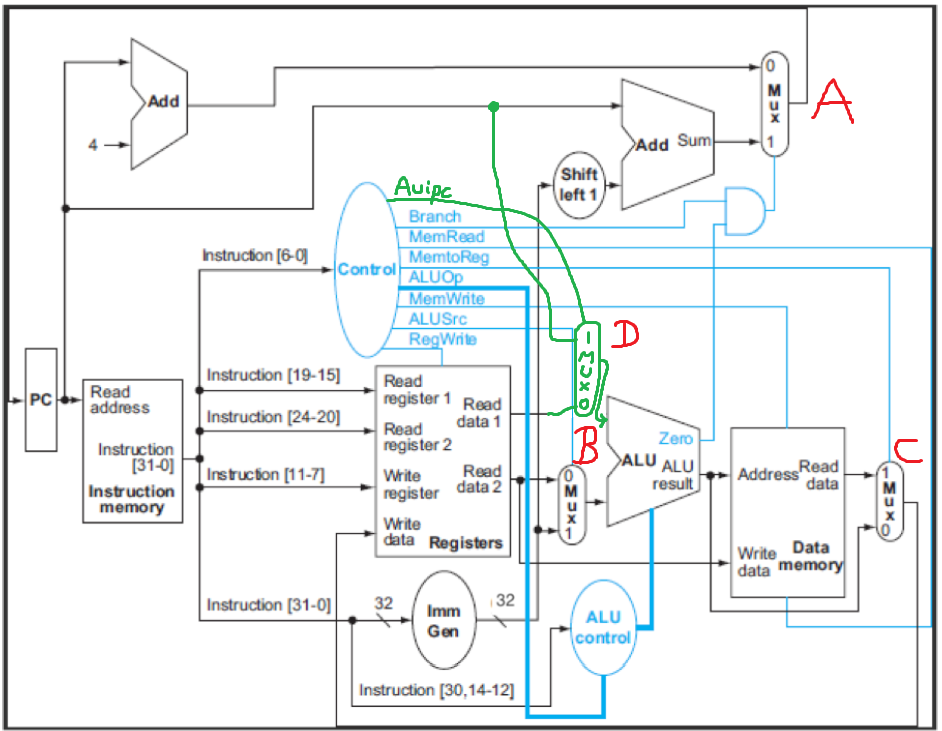 0
M
u
x
1
A
Add
4
Add Sum
Shift
left 1
Auipc
Branch
MemRead
MemtoReg
ALUOp
MemWrite
ALUSrc
RegWrite
Control
Instruction [6-0]
1
M
U
X
0
D
PC
Read
address
Instruction
[31-0]
Instruction
memory
Instruction [19-15]
Instruction [24-20]
Instruction [11-7]
Instruction [31-0]
Read
register 1
Read
register 2
Write
register
Write
data
Read
data 1
Read
data 2
Registers
B
0
M
u
x
1
Zero
ALU
ALU
result
Address
Read
data
Write
data
Data
memory
C
1
M
u
x
0
32
Imm
Gen
32
ALU
control
Instruction [30,14-12]